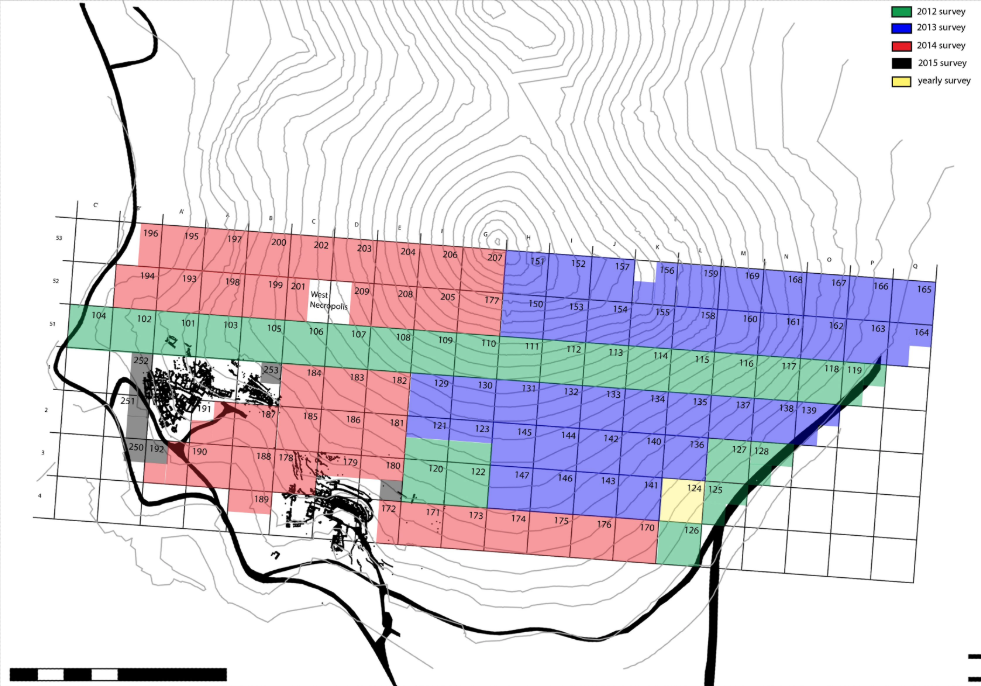 2012 survey
2013 survey
2014 survey
2015 survey
yearly survey
C' B' A' A B C D E F G H I J K L M N O P Q
53
196 195 197 200 202 203 204 206 207 151 152 157 156 159 169 168 167 166 165
52
194 193 198 199 201 West Necropolis 209 208 205 177 150 153 154 155 158 160 161 162 163 164
51
104 102 101 103 105 106 107 108 109 110 111 112 113 114 115 116 117 118 119
1
252 253 184 183 182 129 130 131 132 133 134 135 137 138 139
2
251 191 187 185 186 181 121 123 145 144 142 140 136 127 128
3
250 192 190 188 178 179 180 120 122 147 146 143 141 124 125
4
189 172 171 173 174 175 176 170 126